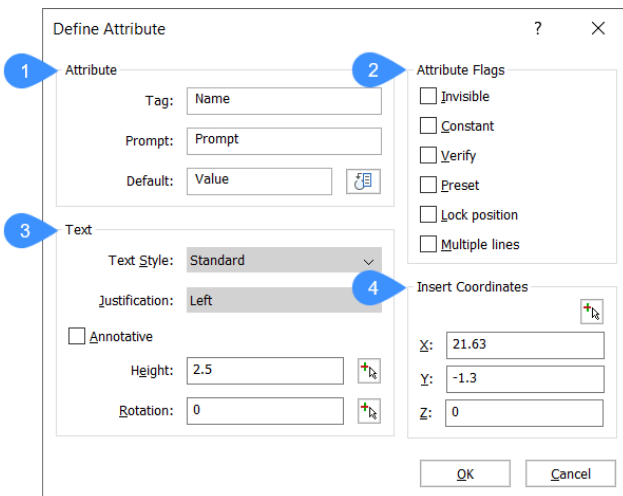 Define Attribute ? ×
1 Attribute
Tag: Name
Prompt: Prompt
Default: Value
2 Attribute Flags
Invisible
Constant
Verify
Preset
Lock position
Multiple lines
3 Text
Text Style: Standard
Justification: Left
Annotative
Height: 2.5
Rotation: 0
4 Insert Coordinates
X: 21.63
Y: -1.3
Z: 0
OK Cancel